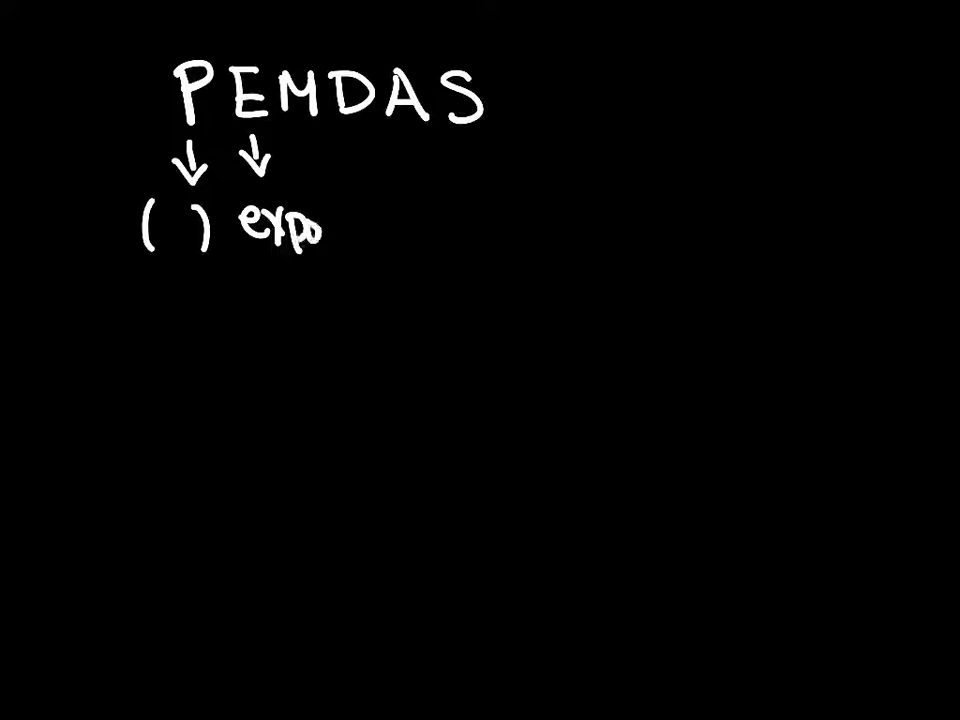 PEMDAS
↓ ↓
( ) expo